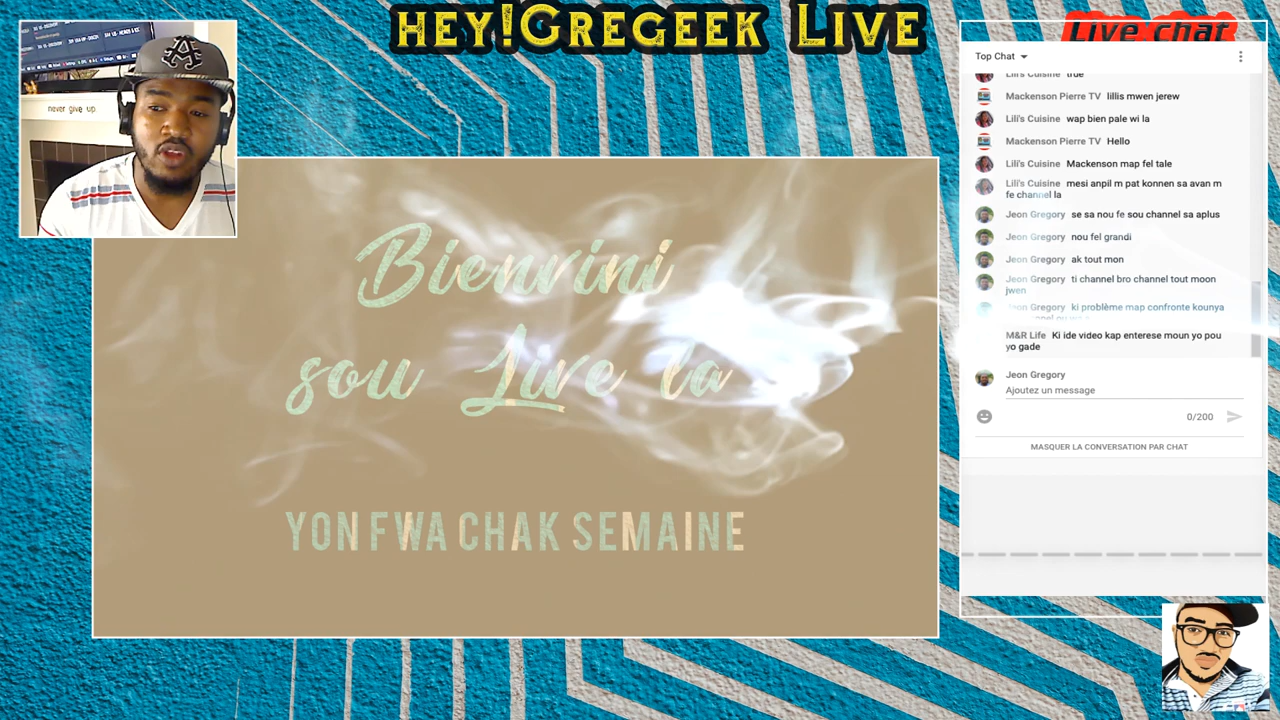 hey!Gregeek Live
never give up.
Bienvini
sou Live la
YON FWA CHAK SEMAINE
Live chat
Top Chat
Lili's Cuisine true
Mackenson Pierre TV lillis mwen jerew
Lili's Cuisine wap bien pale wi la
Mackenson Pierre TV Hello
Lili's Cuisine Mackenson map fel tale
Lili's Cuisine mesi anpil m pat konnen sa avan m
fe channel la
Jeon Gregory se sa nou fe sou channel sa aplus
Jeon Gregory nou fel grandi
Jeon Gregory ak tout mon
Jeon Gregory ti channel bro channel tout moon
jwen
Jeon Gregory ki problème map confronte kounya
M&R Life Ki ide video kap enterese moun yo pou
yo gade
Jeon Gregory
Ajoutez un message
0/200
MASQUER LA CONVERSATION PAR CHAT